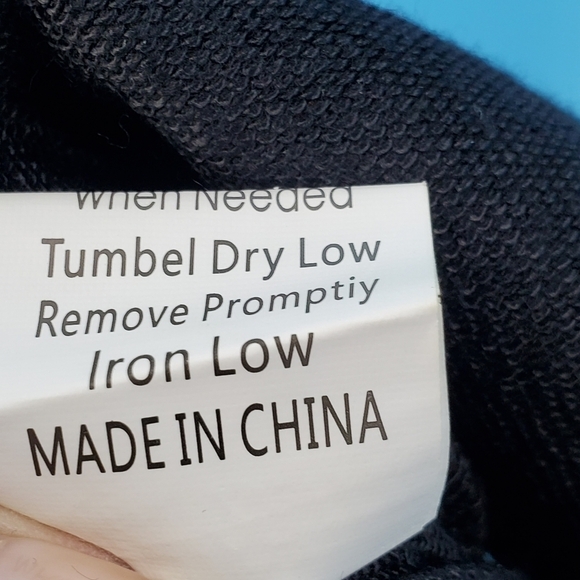 When Needed
Tumbel Dry Low
Remove Promptiy
Iron Low
MADE IN CHINA